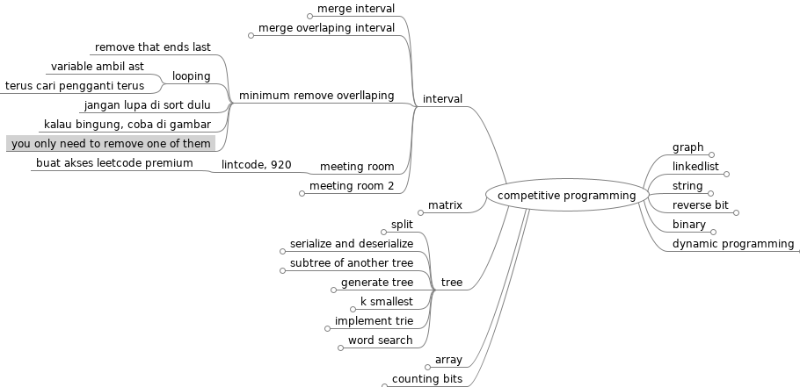 merge interval
merge overlaping interval
remove that ends last
variable ambil ast
looping
terus cari pengganti terus
minimum remove overllaping
interval
jangan lupa di sort dulu
kalau bingung, coba di gambar
you only need to remove one of them
buat akses leetcode premium
lintcode, 920
meeting room
meeting room 2
matrix
competitive programming
graph
linkedlist
string
reverse bit
binary
dynamic programming
split
serialize and deserialize
subtree of another tree
generate tree
tree
k smallest
implement trie
word search
array
counting bits